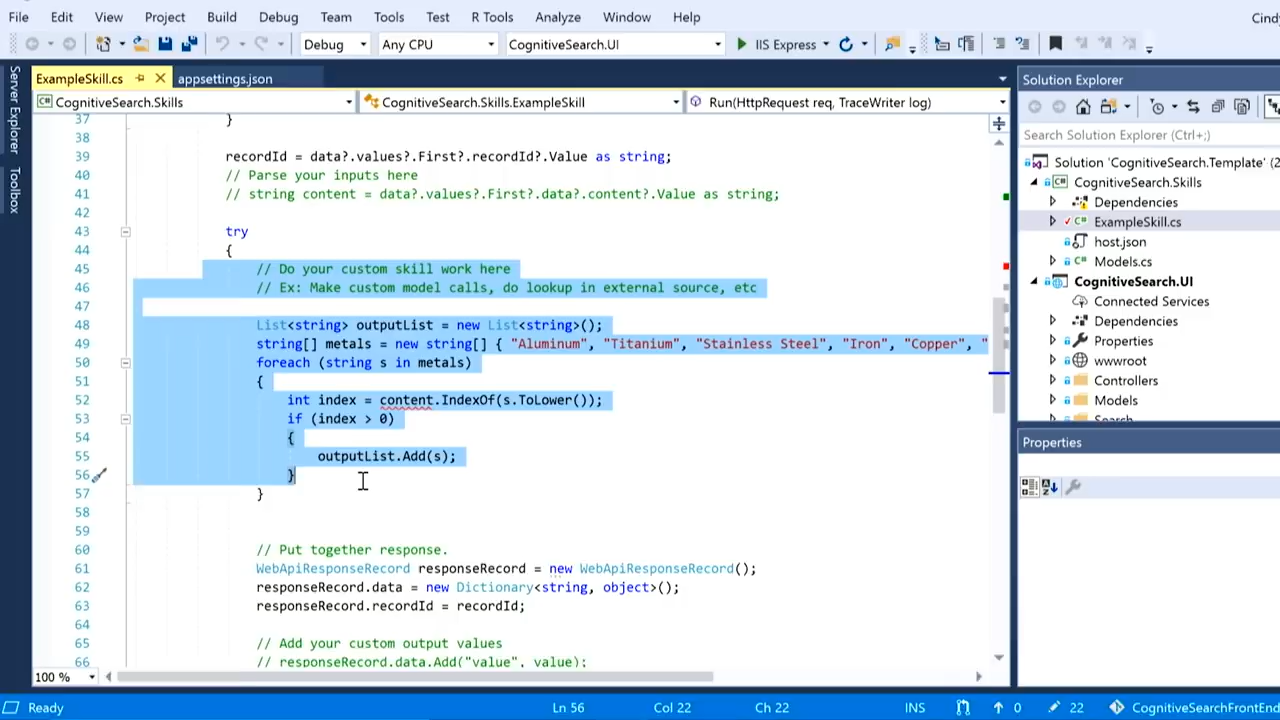 File Edit View Project Build Debug Team Tools Test R Tools Analyze Window Help
Debug Any CPU CognitiveSearch.UI IIS Express
Server Explorer
Toolbox
ExampleSkill.cs appsettings.json
CognitiveSearch.Skills CognitiveSearch.Skills.ExampleSkill Run(HttpRequest req, TraceWriter log)
37 }
38
39 recordId = data?.values?.First?.recordId?.Value as string;
40 // Parse your inputs here
41 // string content = data?.values?.First?.data?.content?.Value as string;
42
43 try
44 {
45 // Do your custom skill work here
46 // Ex: Make custom model calls, do lookup in external source, etc
47
48 List<string> outputList = new List<string>();
49 string[] metals = new string[] { "Aluminum", "Titanium", "Stainless Steel", "Iron", "Copper", "
50 foreach (string s in metals)
51 {
52 int index = content.IndexOf(s.ToLower());
53 if (index > 0)
54 {
55 outputList.Add(s);
56 }
57 }
58
59
60 // Put together response.
61 WebApiResponseRecord responseRecord = new WebApiResponseRecord();
62 responseRecord.data = new Dictionary<string, object>();
63 responseRecord.recordId = recordId;
64
65 // Add your custom output values
66 // responseRecord.data.Add("value", value);
100 %
Solution Explorer
Search Solution Explorer (Ctrl+;)
Solution 'CognitiveSearch.Template' (2
CognitiveSearch.Skills
Dependencies
ExampleSkill.cs
host.json
Models.cs
CognitiveSearch.UI
Connected Services
Dependencies
Properties
wwwroot
Controllers
Models
Search
Properties
Ready Ln 56 Col 22 Ch 22 INS 0 22 CognitiveSearchFrontEnd